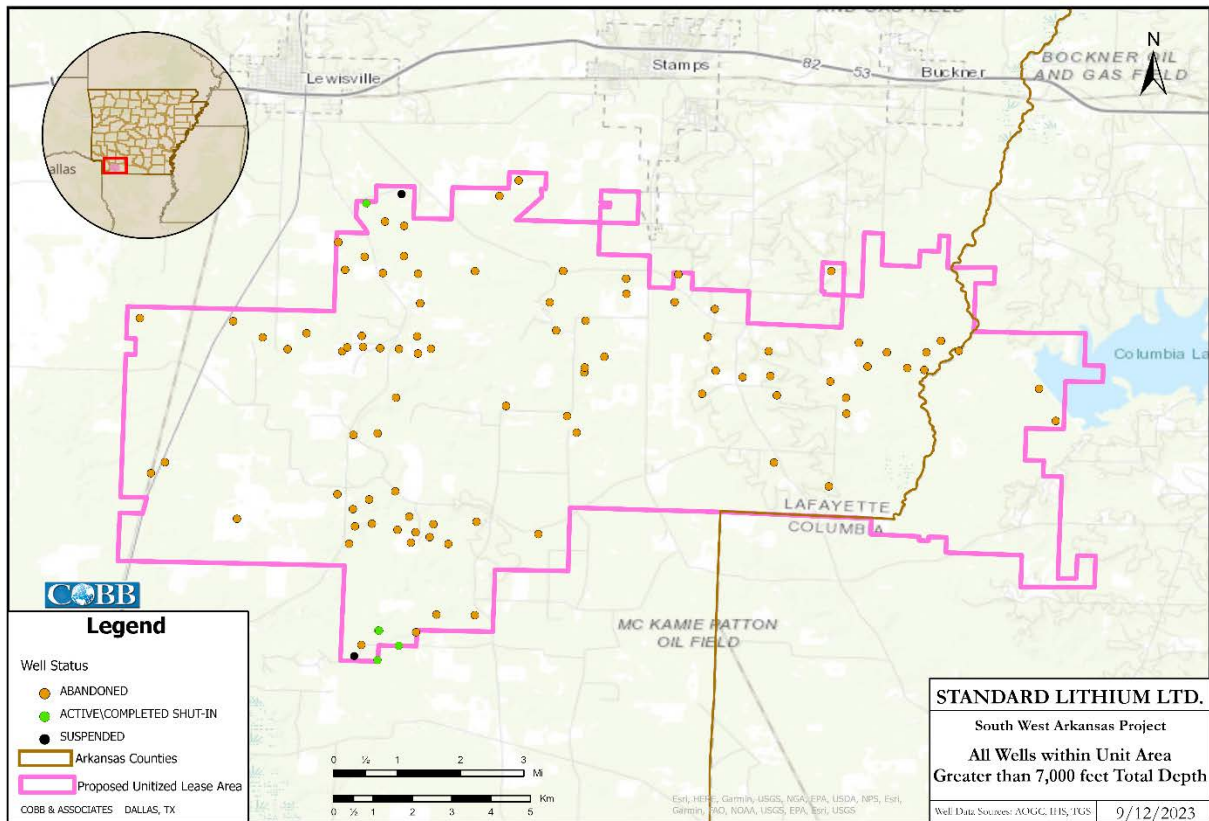 AND GAS FIELD
Lewisville
Stamps
82
53
Buckner
BOCKNER OIL
AND GAS FIELD
N
allas
Columbia La
LAFAYETTE
COLUMBIA
MC KAMIE PATTON
OIL FIELD
COBB
Legend
Well Status
ABANDONED
ACTIVE\COMPLETED SHUT-IN
SUSPENDED
Arkansas Counties
Proposed Unitized Lease Area
COBB & ASSOCIATES DALLAS, TX
0 ½ 1 2 3
Mi
Km
0 ½ 1 2 3 4 5
Esri, HERE, Garmin, USGS, NGA, EPA, USDA, NPS, Esri,
Garmin, FAO, NOAA, USGS, EPA, Esri, USGS
STANDARD LITHIUM LTD.
South West Arkansas Project
All Wells within Unit Area
Greater than 7,000 feet Total Depth
Well Data Sources: AOGC, IHS, TGS
9/12/2023